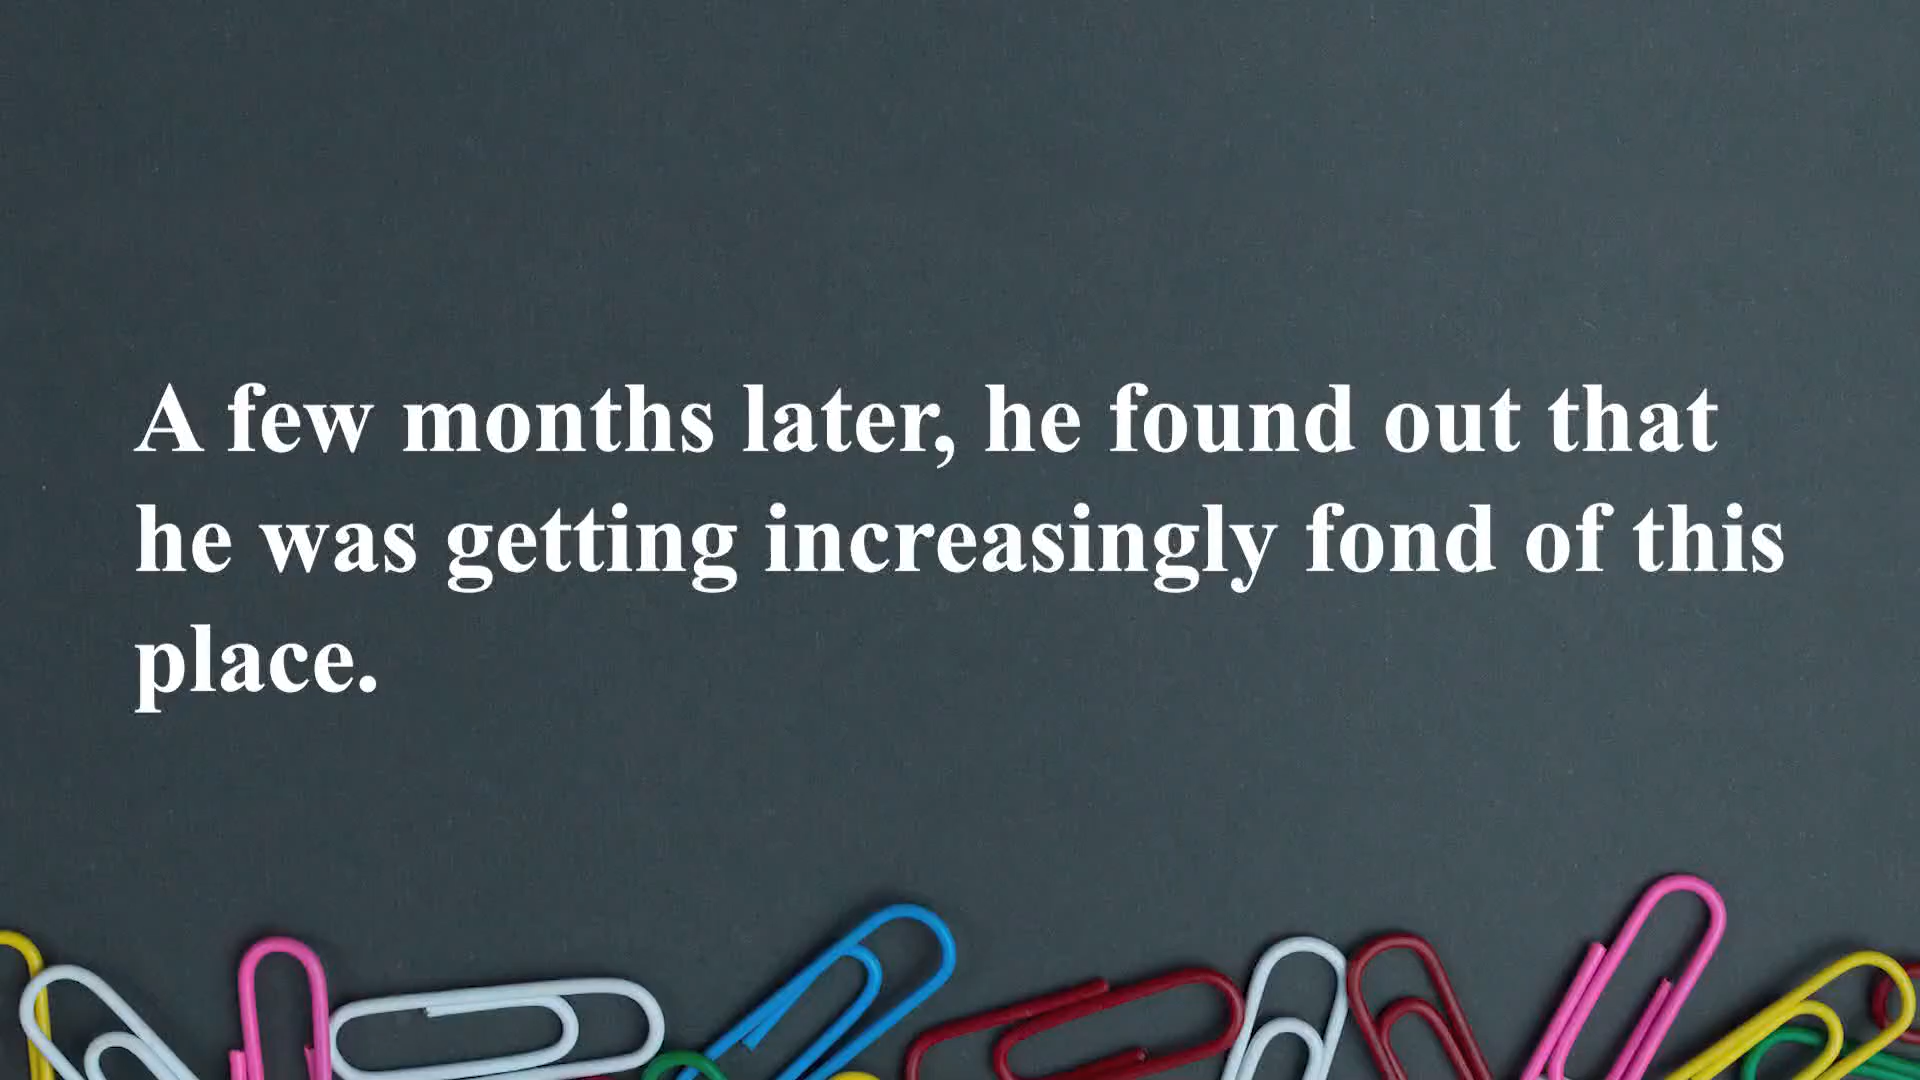 A few months later, he found out that
he was getting increasingly fond of this
place.